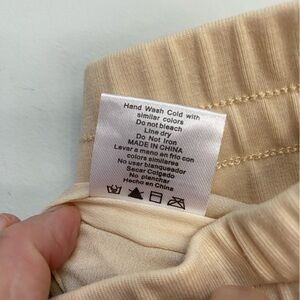 Hand Wash Cold with
similar colors
Do not bleach
Line dry
Do Not Iron
MADE IN CHINA
Lavar a mano en frio con
colores similares
No usar blanqueador
Secar Colgado
No planchar
Hecho en China